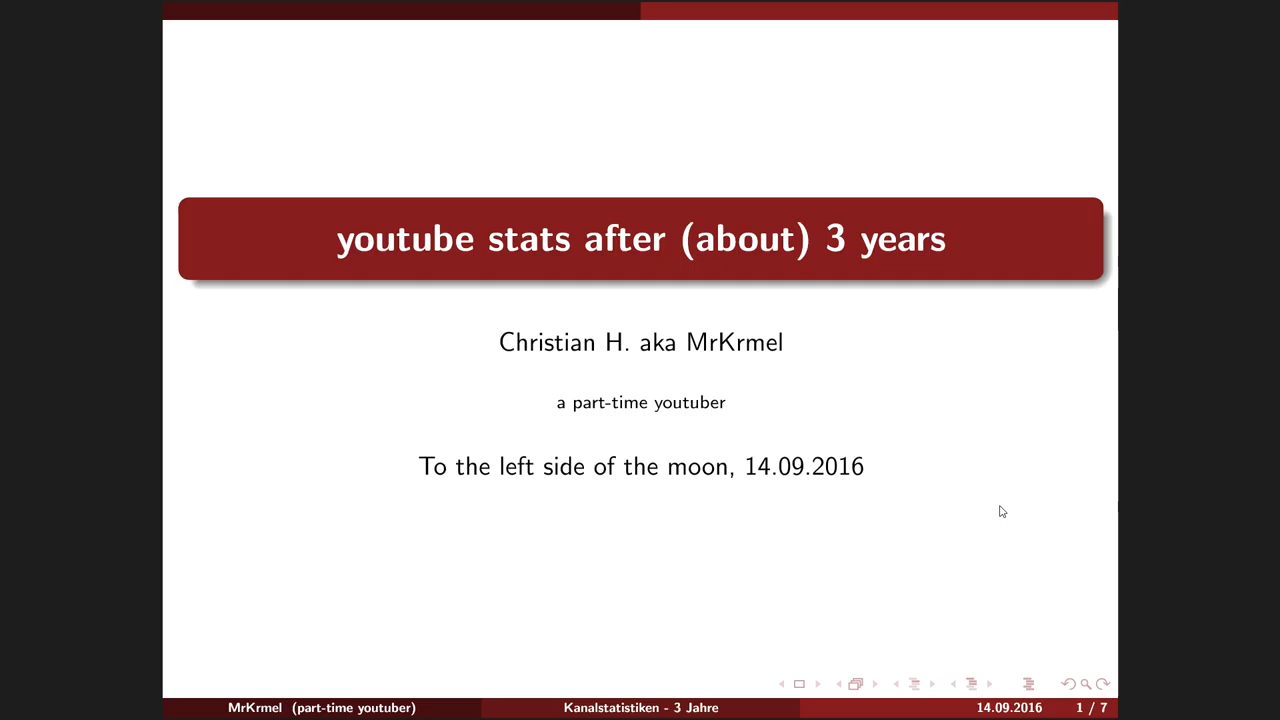 youtube stats after (about) 3 years
Christian H. aka MrKrmel
a part-time youtuber
To the left side of the moon, 14.09.2016
MrKrmel (part-time youtuber) Kanalstatistiken - 3 Jahre 14.09.2016 1 / 7